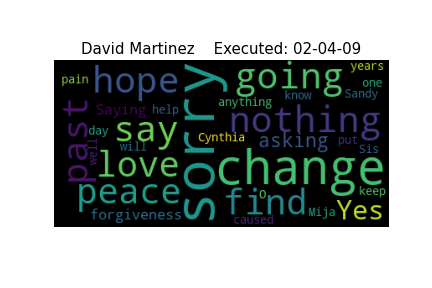 David Martinez    Executed: 02-04-09
pain hope sorry going years
one
Saying help anything know Sandy
past day say nothing
well will Cynthia asking put Sis
love change
peace find O keep
forgiveness caused Mija Yes